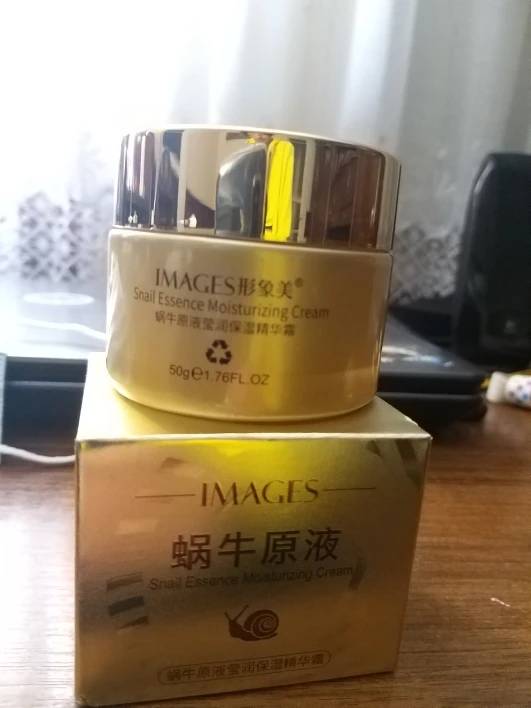 IMAGES形象美®
Snail Essence Moisturizing Cream
蜗牛原液莹润保湿精华霜
50g℮1.76FL.OZ
IMAGES
蜗牛原液
Snail Essence Moisturizing Cream
蜗牛原液莹润保湿精华霜